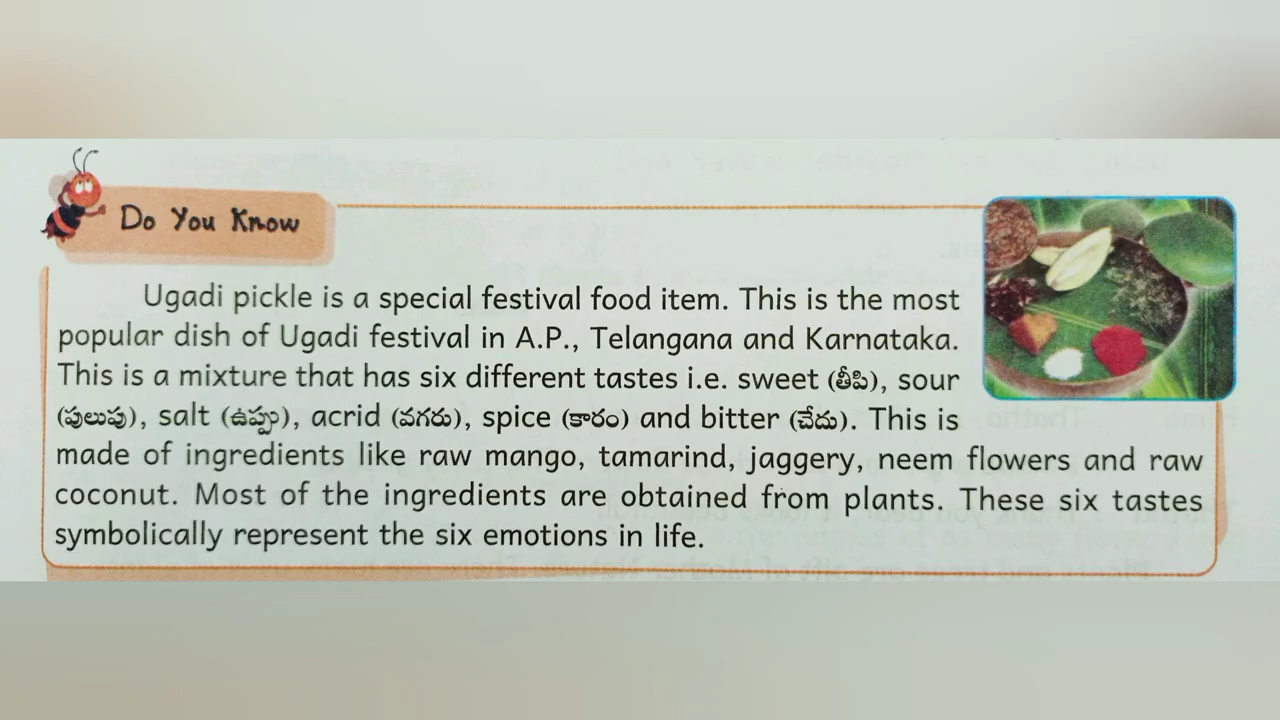 Do You Know
Ugadi pickle is a special festival food item. This is the most
popular dish of Ugadi festival in A.P., Telangana and Karnataka.
This is a mixture that has six different tastes i.e. sweet (తీపి), sour
(పులుపు), salt (ఉప్పు), acrid (వగరు), spice (కారం) and bitter (చేదు). This is
made of ingredients like raw mango, tamarind, jaggery, neem flowers and raw
coconut. Most of the ingredients are obtained from plants. These six tastes
symbolically represent the six emotions in life.